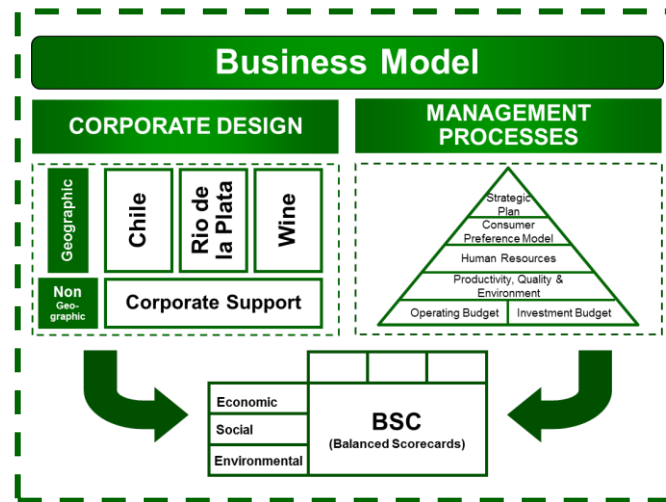 Business Model
CORPORATE DESIGN
MANAGEMENT
PROCESSES
Geographic
Chile
Rio de
la Plata
Wine
Non
Geo-
graphic
Corporate Support
Strategic
Plan
Consumer
Preference Model
Human Resources
Productivity, Quality &
Environment
Operating Budget
Investment Budget
Economic
Social
Environmental
BSC
(Balanced Scorecards)